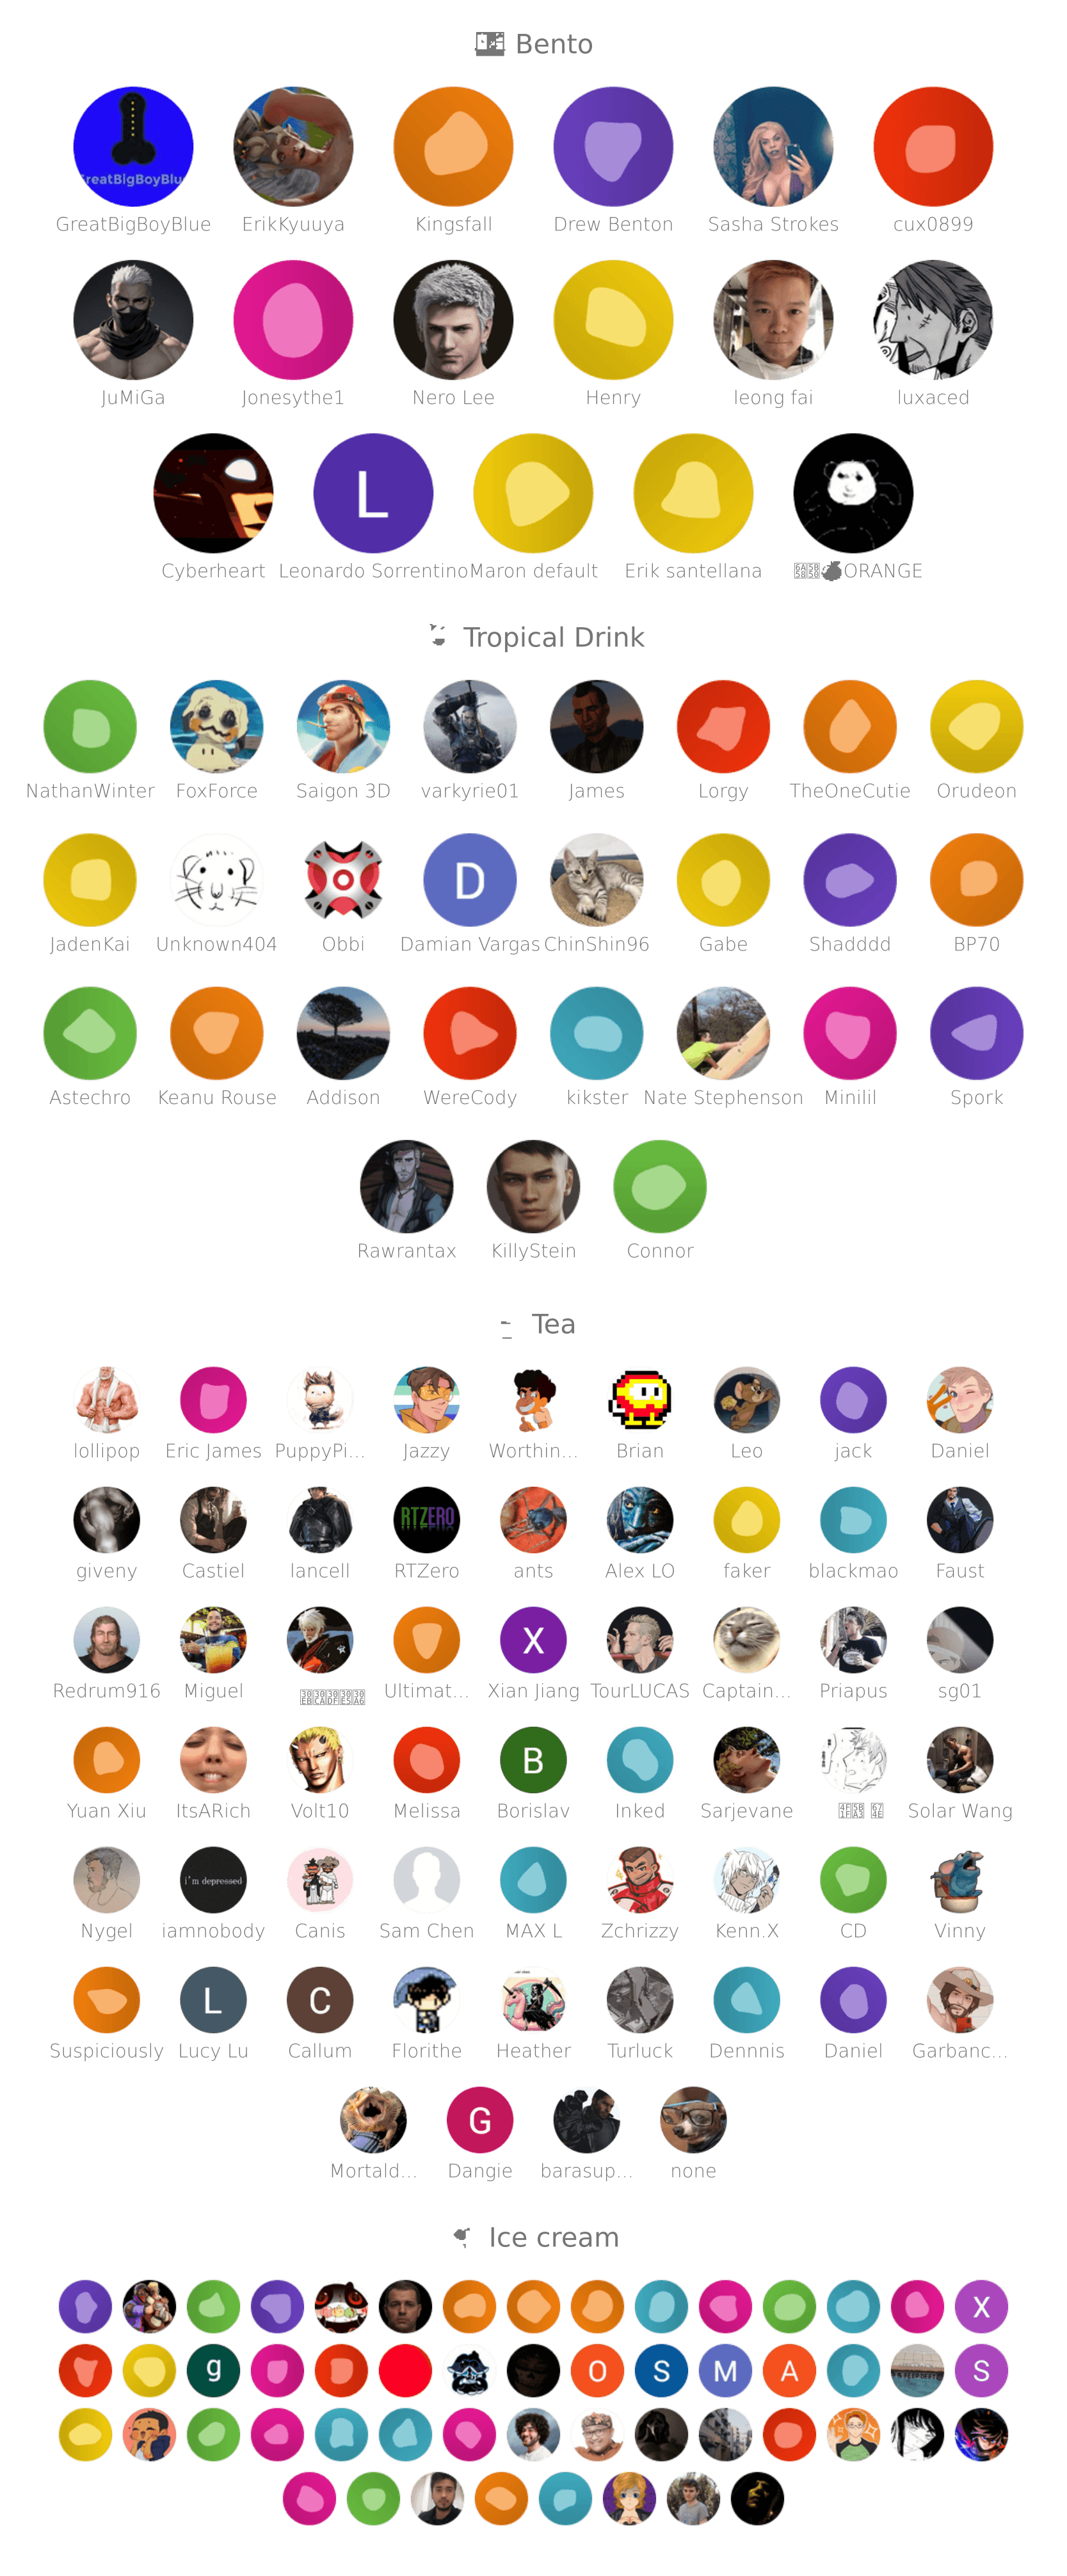 Bento
GreatBigBoyBlu
GreatBigBoyBlue ErikKyuuya Kingsfall Drew Benton Sasha Strokes cux0899
JuMiGa Jonesythe1 Nero Lee Henry leong fai luxaced
L
Cyberheart Leonardo Sorrentino Maron default Erik santellana ORANGE
Tropical Drink
NathanWinter FoxForce Saigon 3D varkyrie01 James Lorgy TheOneCutie Orudeon
D
JadenKai Unknown404 Obbi Damian Vargas ChinShin96 Gabe Shadddd BP70
Astechro Keanu Rouse Addison WereCody kikster Nate Stephenson Minilil Spork
Rawrantax KillyStein Connor
Tea
lollipop Eric James PuppyPi... Jazzy Worthin... Brian Leo jack Daniel
RTZERO
giveny Castiel lancell RTZero ants Alex LO faker blackmao Faust
X
Redrum916 Miguel Ultimat... Xian Jiang TourLUCAS Captain... Priapus sg01
B
Yuan Xiu ItsARich Volt10 Melissa Borislav Inked Sarjevane Solar Wang
i'm depressed
Nygel iamnobody Canis Sam Chen MAX L Zchrizzy Kenn.X CD Vinny
L C
Suspiciously Lucy Lu Callum Florithe Heather Turluck Dennnis Daniel Garbanc...
G
Mortald... Dangie barasup... none
Ice cream
X
g O S M A S